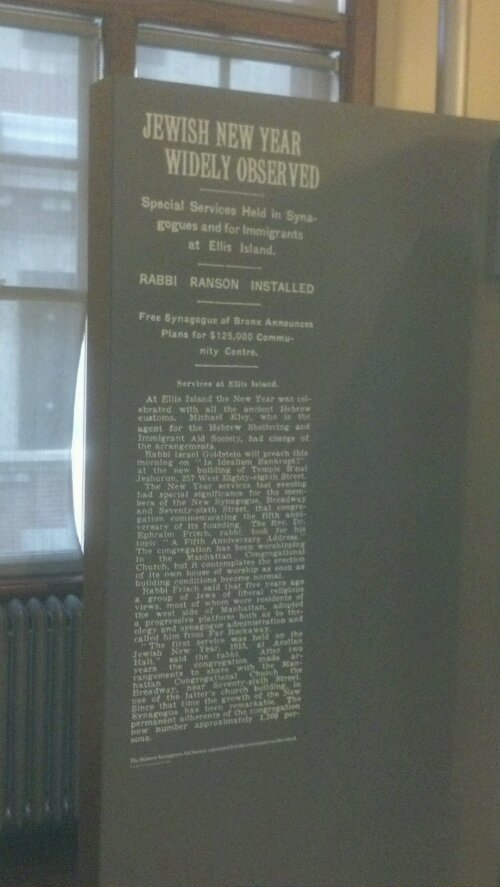 JEWISH NEW YEAR
WIDELY OBSERVED
Special Services Held in Syna-
gogues and for Immigrants
at Ellis Island.
RABBI RANSON INSTALLED
Free Synagogue of Bronx Announces
Plans for $125,000 Commu-
nity Centre.
Services at Ellis Island.
At Ellis Island the New Year was cel-
ebrated with all the ancient Hebrew
customs. Michael Kley, who is the
agent for the Hebrew Sheltering and
Immigrant Aid Society, had charge of
the arrangements.
Rabbi Israel Goldstein will preach this
morning on "Is Idealism Bankrupt?"
at the new building of Temple B'nai
Jeshurun, 257 West Eighty-eighth Street.
The New Year services last evening
had special significance for the mem-
bers of the New Synagogue, Broadway
and Seventy-sixth Street, that congre-
gation commemorating the fifth anni-
versary of its founding. The Rev. Dr.
Ephraim Frisch, rabbi, took for his
topic "A Fifth Anniversary Address."
The congregation has been worshipping
in the Manhattan Congregational
Church, but it contemplates the erection
of its own house of worship as soon as
building conditions become normal.
Rabbi Frisch said that five years ago
a group of Jews of liberal religious
views, most of whom were residents of
the west side of Manhattan, adopted
a progressive platform both as to the-
ology and synagogue administration and
called him from Far Rockaway.
"The first service was held on the
Jewish New Year, 1915, at Aeolian
Hall," said the rabbi. "After two
years the congregation made ar-
rangements to share with the Man-
hattan Congregational Church, the
Broadway, near Seventy-sixth Street,
use of the latter's church building in
Since that time the growth of the New
Synagogue has been remarkable. The
permanent adherents of the congregation
now number approximately 1,500 per-
sons.